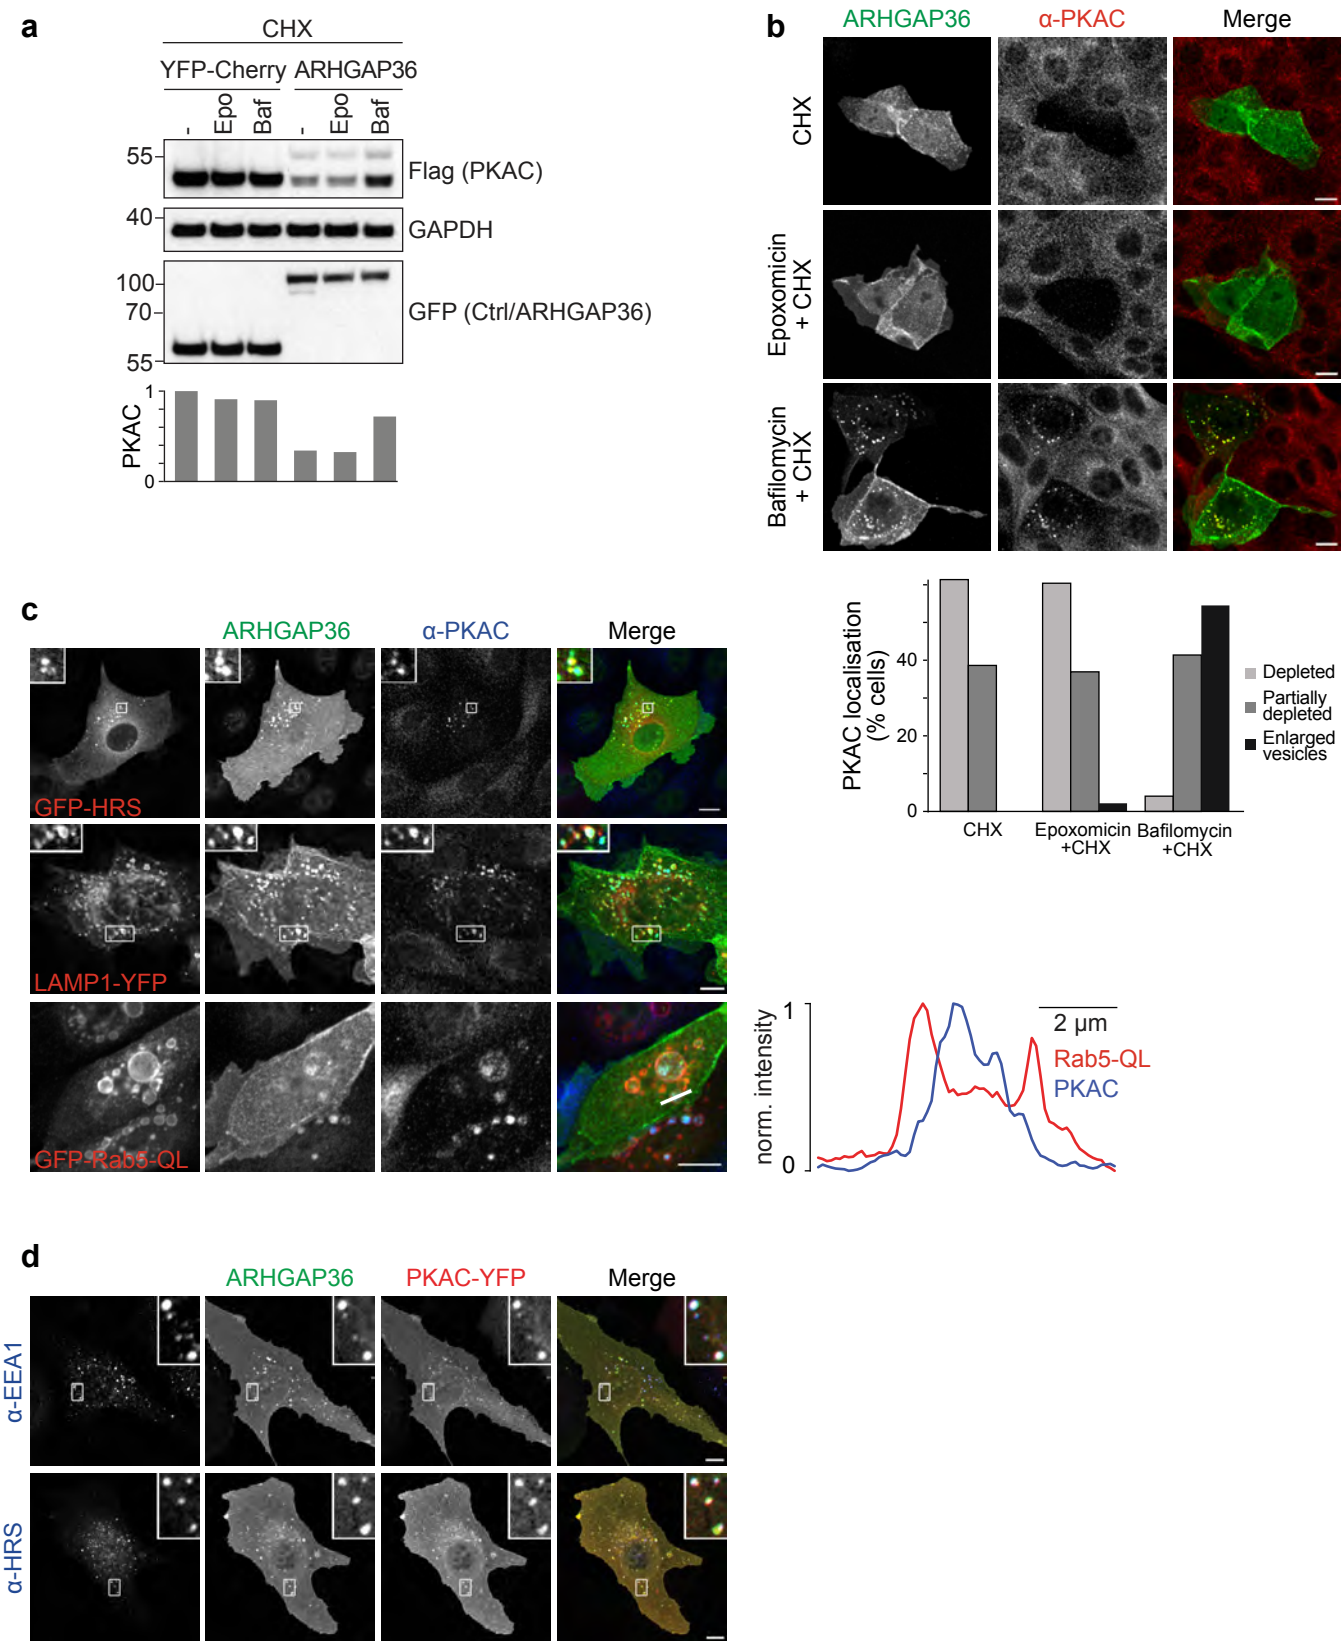 a
CHX
YFP-Cherry ARHGAP36
- Epo Baf - Epo Baf
55
Flag (PKAC)
40
GAPDH
100
70
55
GFP (Ctrl/ARHGAP36)
PKAC
1
0
b
ARHGAP36 α-PKAC Merge
CHX
Epoxomicin
+ CHX
Bafilomycin
+ CHX
PKAC localisation
(% cells)
40
20
0
CHX
Epoxomicin
+CHX
Bafilomycin
+CHX
Depleted
Partially
depleted
Enlarged
vesicles
c
ARHGAP36 α-PKAC Merge
GFP-HRS
LAMP1-YFP
GFP-Rab5-QL
norm. intensity
1
0
2 μm
Rab5-QL
PKAC
d
ARHGAP36 PKAC-YFP Merge
α-EEA1
α-HRS